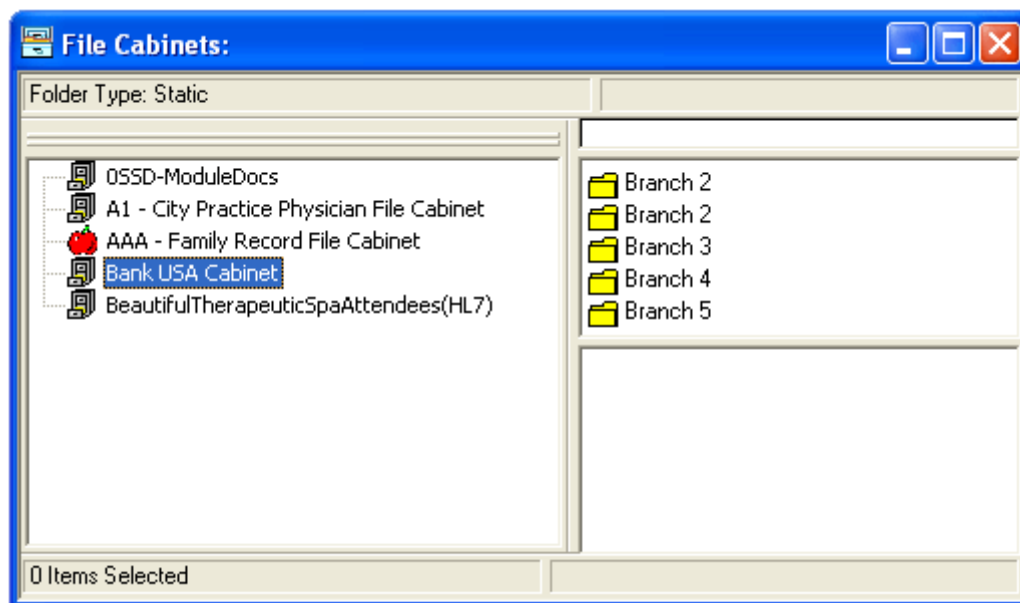 File Cabinets:
Folder Type: Static
0SSD-ModuleDocs
A1 - City Practice Physician File Cabinet
AAA - Family Record File Cabinet
Bank USA Cabinet
BeautifulTherapeuticSpaAttendees(HL7)
Branch 2
Branch 2
Branch 3
Branch 4
Branch 5
0 Items Selected